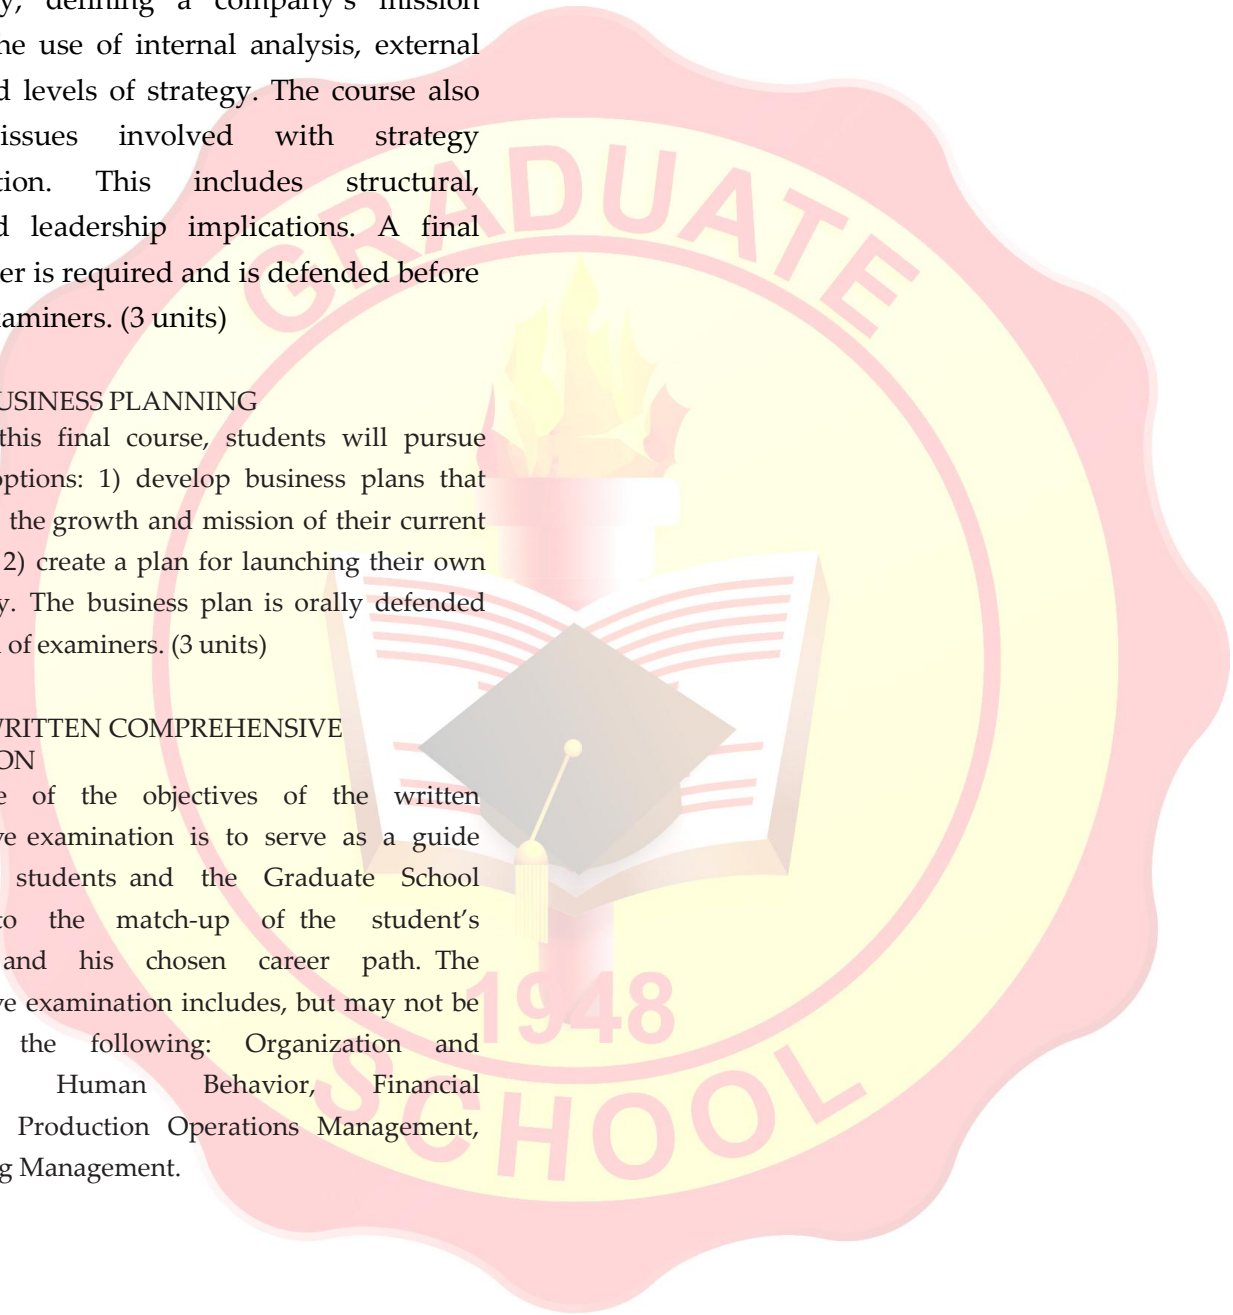 y, defining a company's mission
he use of internal analysis, external
d levels of strategy. The course also
issues involved with strategy
tion. This includes structural,
d leadership implications. A final
er is required and is defended before
xaminers. (3 units)
USINESS PLANNING
this final course, students will pursue
options: 1) develop business plans that
the growth and mission of their current
2) create a plan for launching their own
y. The business plan is orally defended
of examiners. (3 units)
WRITTEN COMPREHENSIVE
ON
e of the objectives of the written
ve examination is to serve as a guide
students and the Graduate School
to the match-up of the student's
and his chosen career path. The
ve examination includes, but may not be
the following: Organization and
Human Behavior, Financial
Production Operations Management,
g Management.
GRADUATE
1948
SCHOOL